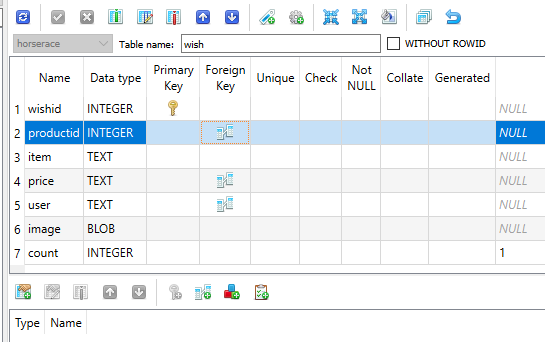 horserace Table name: wish WITHOUT ROWID
Name Data type Primary Key Foreign Key Unique Check Not NULL Collate Generated
1 wishid INTEGER NULL
2 productid INTEGER NULL
3 item TEXT NULL
4 price TEXT NULL
5 user TEXT NULL
6 image BLOB NULL
7 count INTEGER 1
Type Name